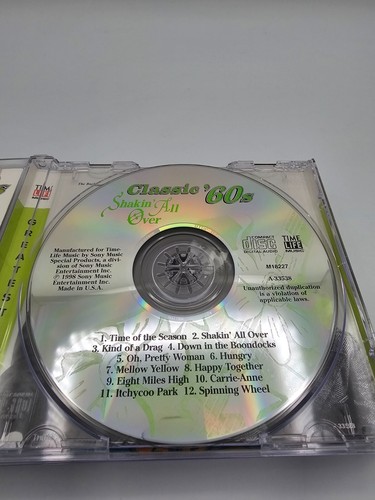 TIME
LIFE
GREATEST
Classic '60s
Shakin' All
Over
Manufactured for Time-
Life Music by Sony Music
Special Products, a divi-
sion of Sony Music
Entertainment Inc.
℗ 1998 Sony Music
Entertainment Inc.
Made in U.S.A.
COMPACT
disc
DIGITAL AUDIO
TIME
LIFE
MUSIC
M16227
A 33538
Unauthorized duplication
is a violation of
applicable laws.
1. Time of the Season 2. Shakin' All Over
3. Kind of a Drag 4. Down in the Boondocks
5. Oh, Pretty Woman 6. Hungry
7. Mellow Yellow 8. Happy Together
9. Eight Miles High 10. Carrie-Anne
11. Itchycoo Park 12. Spinning Wheel